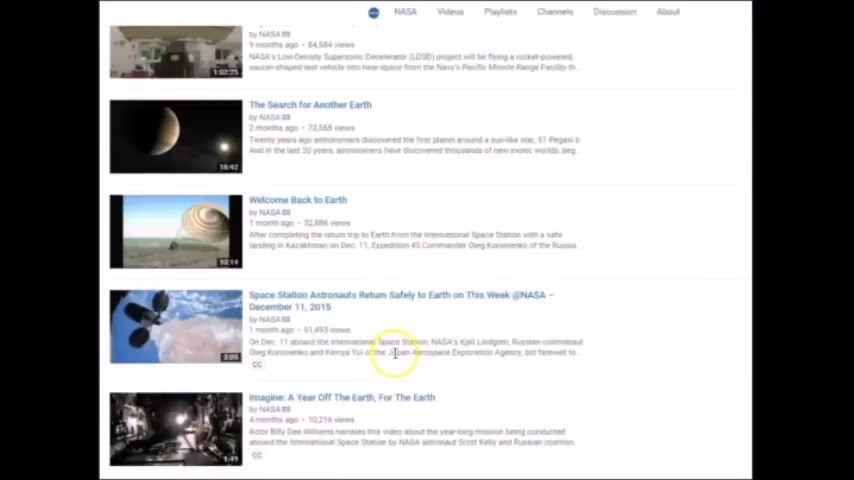 NASA Videos Playlists Channels Discussion About
by NASA
9 months ago • 84,584 views
NASA's Low-Density Supersonic Decelerator (LDSD) project will be flying a rocket-powered,
saucer-shaped test vehicle into near-space from the Navy's Pacific Missile Range Facility th...
1:02:25
The Search for Another Earth
by NASA
2 months ago • 72,568 views
Twenty years ago astronomers discovered the first planet around a sun-like star, 51 Pegasi b
And in the last 20 years, astronomers have discovered thousands of new exotic worlds, beg...
Welcome Back to Earth
by NASA
1 month ago • 32,886 views
After completing the return trip to Earth from the International Space Station with a safe
landing in Kazakhstan on Dec. 11, Expedition 45 Commander Oleg Kononenko of the Russia...
10:14
Space Station Astronauts Return Safely to Earth on This Week @NASA –
December 11, 2015
by NASA
1 month ago • 51,493 views
On Dec. 11 aboard the International Space Station, NASA's Kjell Lindgren, Russian cosmonaut
Oleg Kononenko and Kimiya Yui of the Japan Aerospace Exploration Agency, bid farewell to...
3:05
CC
Imagine: A Year Off The Earth, For The Earth
by NASA
4 months ago • 10,216 views
Actor Billy Dee Williams narrates this video about the year-long mission being conducted
aboard the International Space Station by NASA astronaut Scott Kelly and Russian cosmon...
1:49
CC